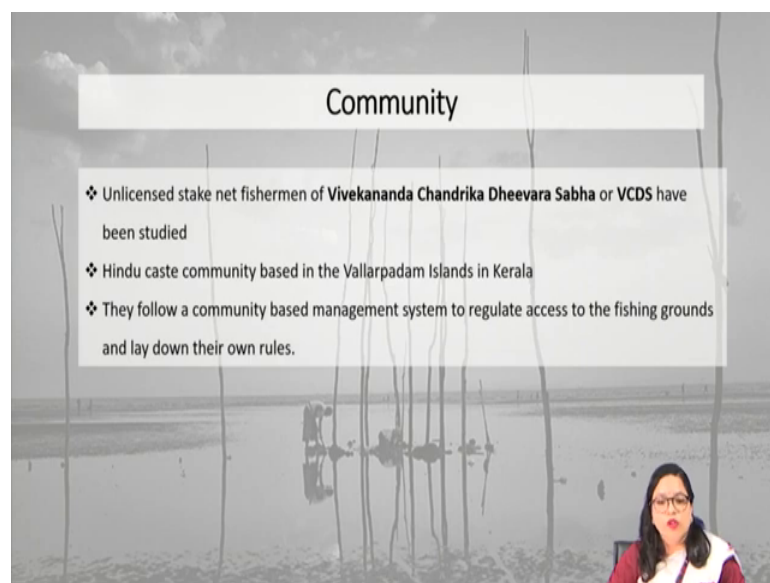 Community
❖ Unlicensed stake net fishermen of Vivekananda Chandrika Dheevara Sabha or VCDS have
been studied
❖ Hindu caste community based in the Vallarpadam Islands in Kerala
❖ They follow a community based management system to regulate access to the fishing grounds
and lay down their own rules.